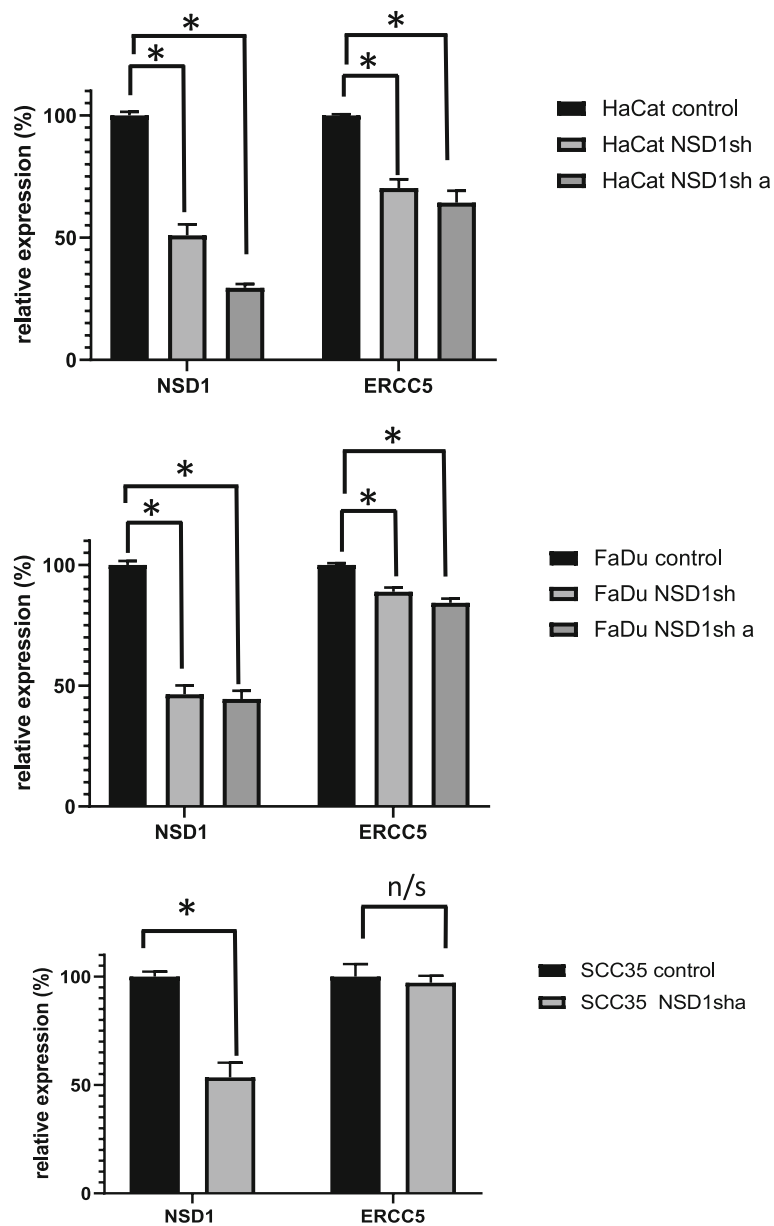 * *
* *
relative expression (%)
100
50
0
NSD1 ERCC5
HaCat control
HaCat NSD1sh
HaCat NSD1sh a
* *
* *
relative expression (%)
100
50
0
NSD1 ERCC5
FaDu control
FaDu NSD1sh
FaDu NSD1sh a
* n/s
relative expression (%)
100
50
0
NSD1 ERCC5
SCC35 control
SCC35 NSD1sha